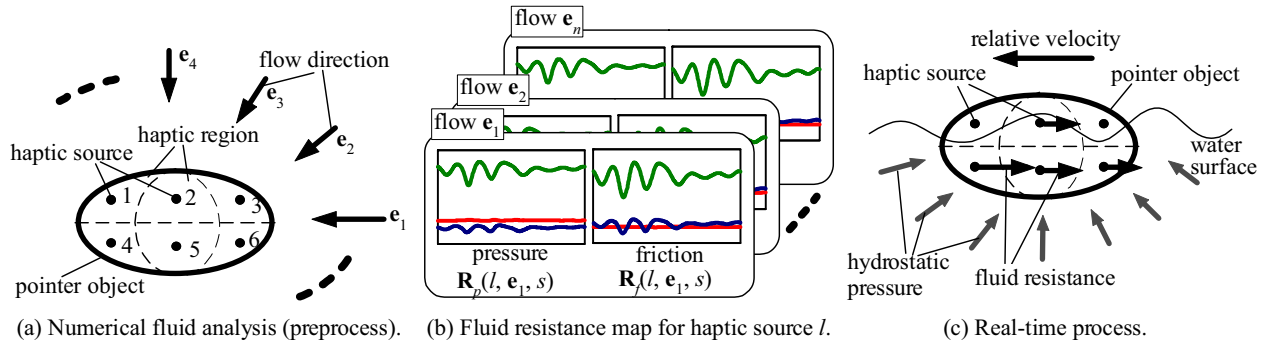 e4
flow direction
e3
haptic region
haptic source
e2
1
2
3
e1
4
5
6
pointer object
(a) Numerical fluid analysis (preprocess).
flow en
flow e2
flow e1
pressure
friction
Rp(l, e1, s)
Rf(l, e1, s)
(b) Fluid resistance map for haptic source l.
relative velocity
haptic source
pointer object
water
surface
hydrostatic
pressure
fluid resistance
(c) Real-time process.